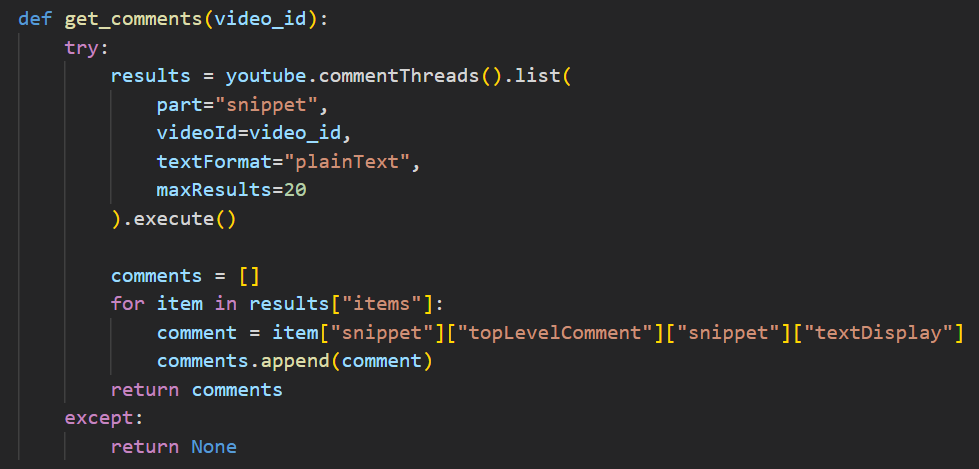 def get_comments(video_id):
    try:
        results = youtube.commentThreads().list(
            part="snippet",
            videoId=video_id,
            textFormat="plainText",
            maxResults=20
        ).execute()

        comments = []
        for item in results["items"]:
            comment = item["snippet"]["topLevelComment"]["snippet"]["textDisplay"]
            comments.append(comment)
        return comments
    except:
        return None